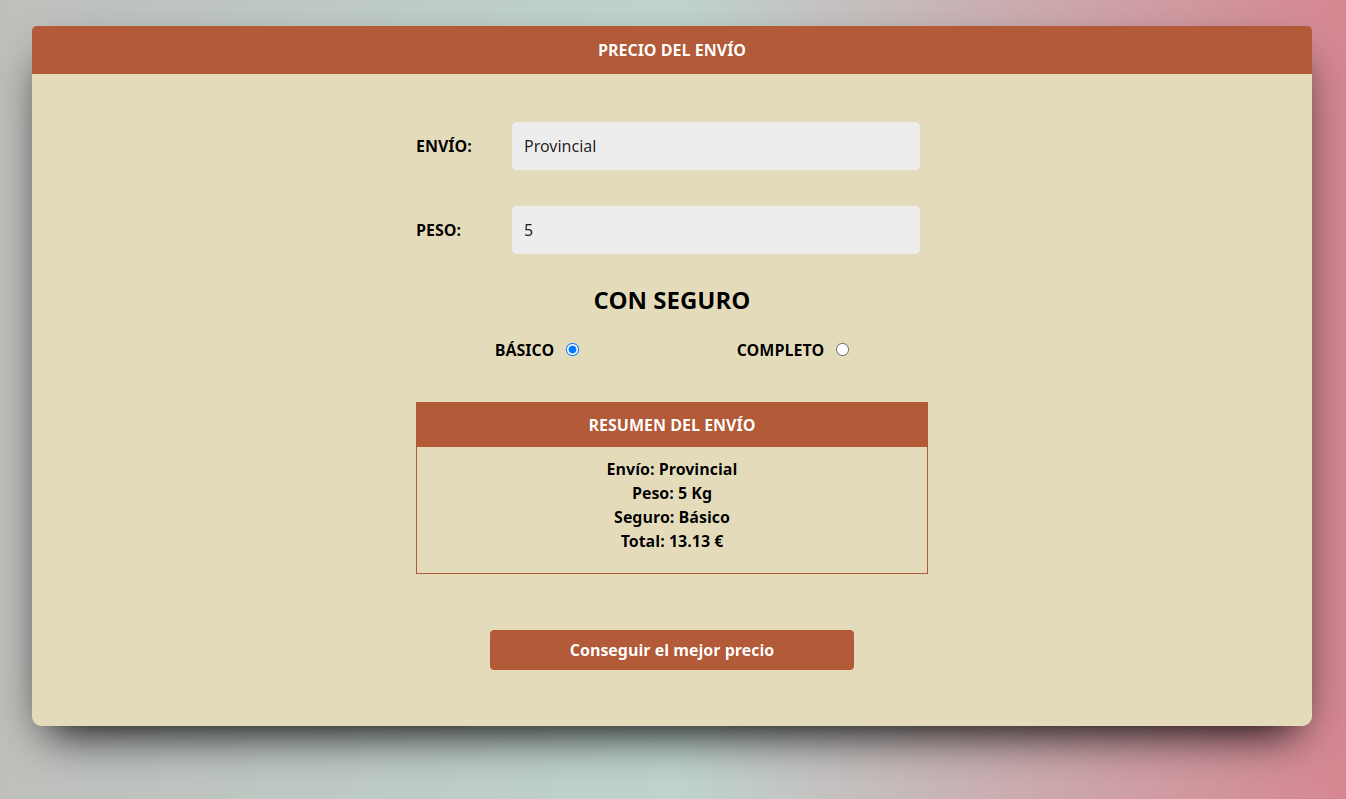 PRECIO DEL ENVÍO
ENVÍO: Provincial
PESO: 5
CON SEGURO
BÁSICO COMPLETO
RESUMEN DEL ENVÍO
Envío: Provincial
Peso: 5 Kg
Seguro: Básico
Total: 13.13 €
Conseguir el mejor precio